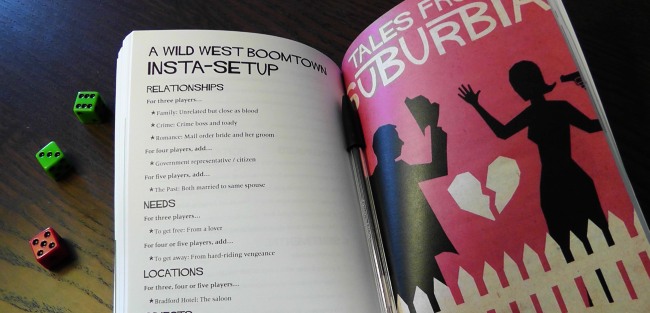 A WILD WEST BOOMTOWN
INSTA-SETUP
RELATIONSHIPS
For three players...
★Family: Unrelated but close as blood
★Crime: Crime boss and toady
★Romance: Mail order bride and her groom
For four players, add...
★Government representative / citizen
For five players, add...
★The Past: Both married to same spouse
NEEDS
For three players...
★To get free: From a lover
For four or five players, add...
★To get away: From hard-riding vengeance
LOCATIONS
For three, four or five players...
★Bradford Hotel: The saloon
TALES
SUBURBIA